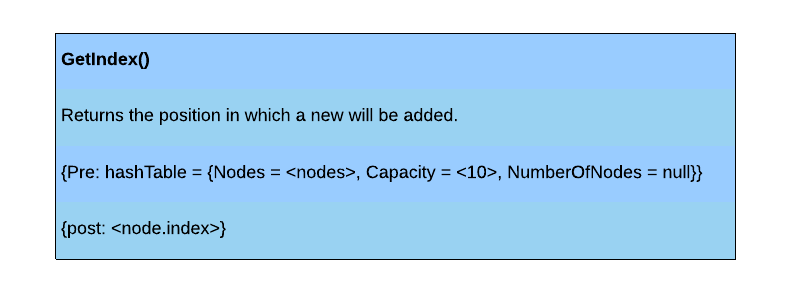 GetIndex()
Returns the position in which a new will be added.
{Pre: hashTable = {Nodes = <nodes>, Capacity = <10>, NumberOfNodes = null}}
{post: <node.index>}